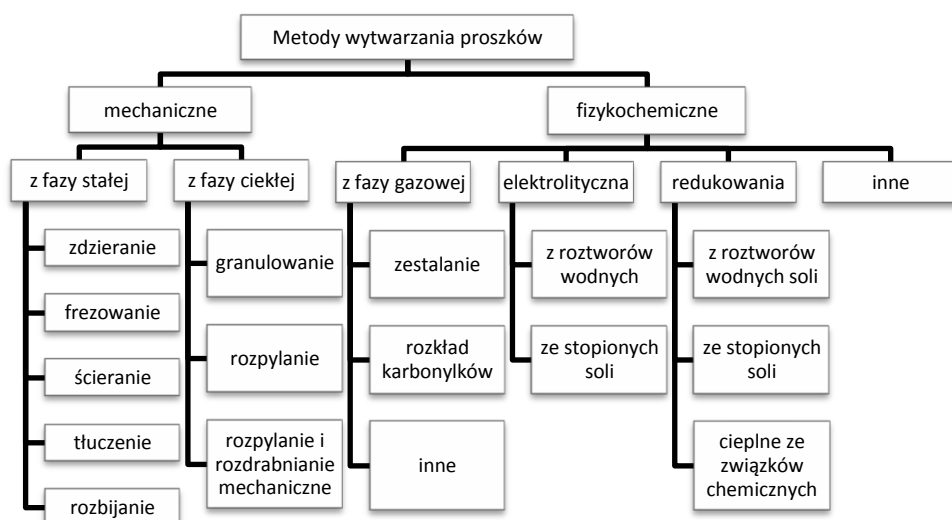 Metody wytwarzania proszków
mechaniczne
fizykochemiczne
z fazy stałej
z fazy ciekłej
z fazy gazowej
elektrolityczna
redukowania
inne
zdzieranie
frezowanie
ścieranie
tłuczenie
rozbijanie
granulowanie
rozpylanie
rozpylanie i
rozdrabnianie
mechaniczne
zestalanie
rozkład
karbonylków
inne
z roztworów
wodnych
ze stopionych
soli
z roztworów
wodnych soli
ze stopionych
soli
cieplne ze
związków
chemicznych